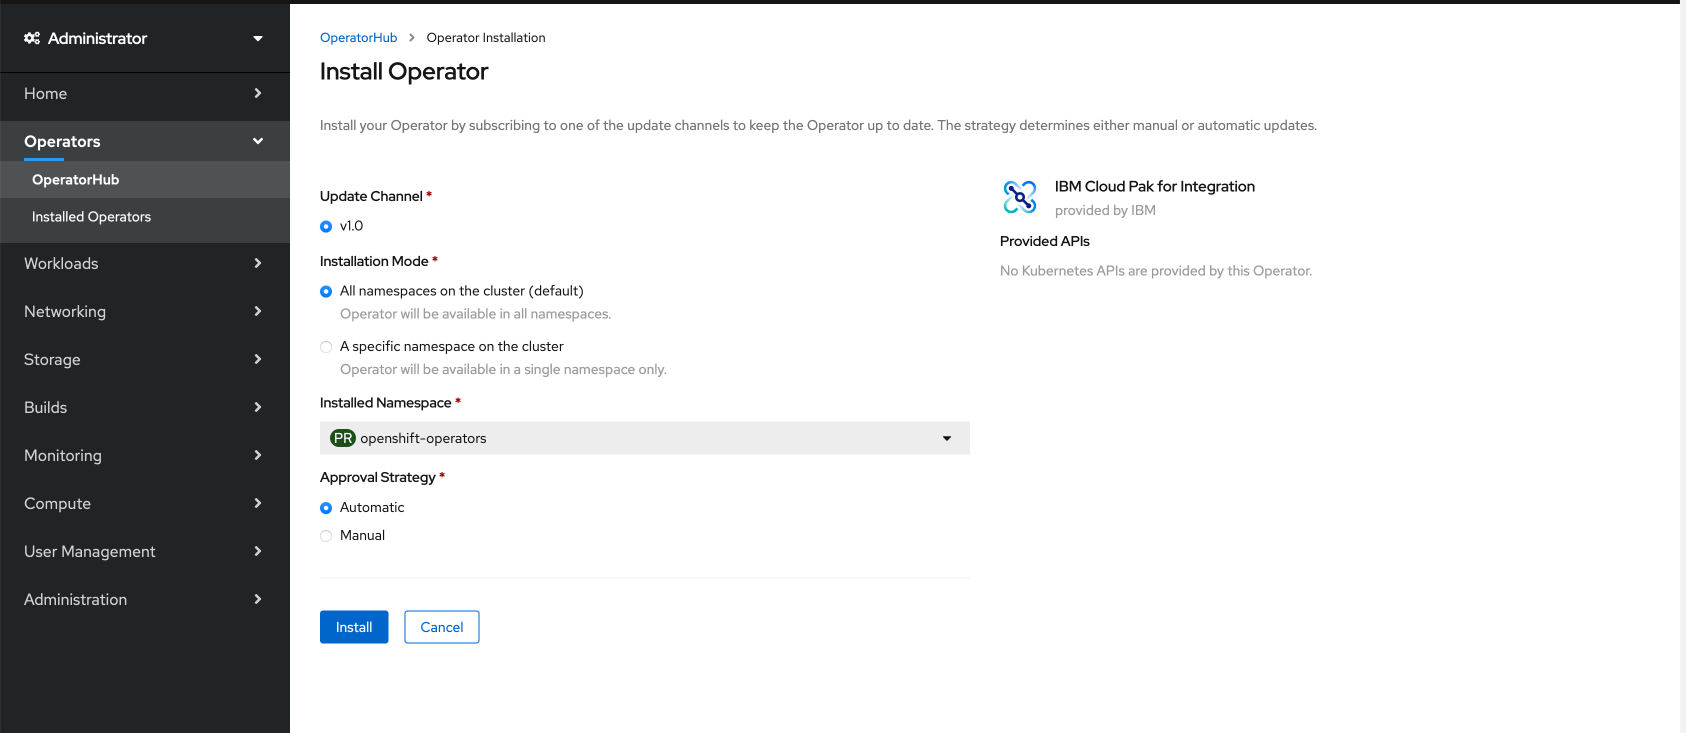 Administrator
Home
Operators
OperatorHub
Installed Operators
Workloads
Networking
Storage
Builds
Monitoring
Compute
User Management
Administration
OperatorHub > Operator Installation
Install Operator
Install your Operator by subscribing to one of the update channels to keep the Operator up to date. The strategy determines either manual or automatic updates.
Update Channel *
v1.0
Installation Mode *
All namespaces on the cluster (default)
Operator will be available in all namespaces.
A specific namespace on the cluster
Operator will be available in a single namespace only.
Installed Namespace *
PR openshift-operators
Approval Strategy *
Automatic
Manual
Install Cancel
IBM Cloud Pak for Integration
provided by IBM
Provided APIs
No Kubernetes APIs are provided by this Operator.